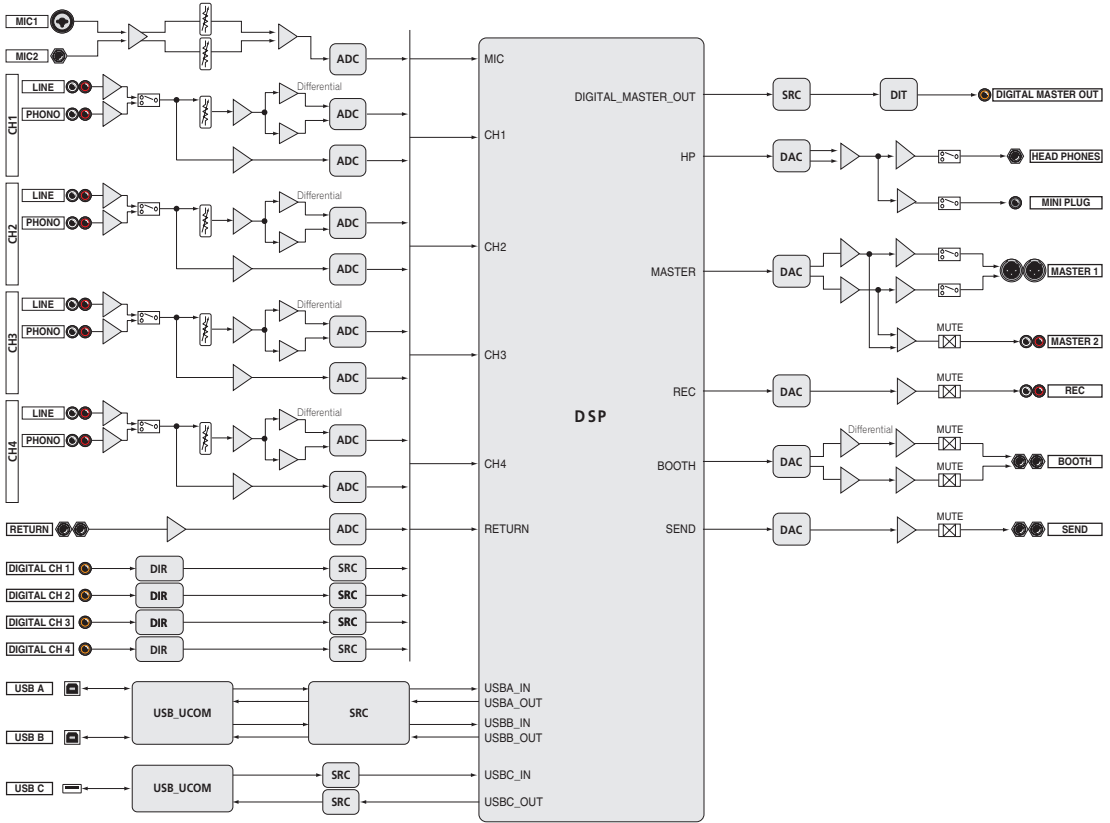 MIC1
MIC2
ADC
MIC
CH1
LINE
PHONO
Differential
ADC
ADC
CH1
CH2
LINE
PHONO
Differential
ADC
ADC
CH2
CH3
LINE
PHONO
Differential
ADC
ADC
CH3
CH4
LINE
PHONO
Differential
ADC
ADC
CH4
RETURN
ADC
RETURN
DIGITAL CH 1
DIR
SRC
DIGITAL CH 2
DIR
SRC
DIGITAL CH 3
DIR
SRC
DIGITAL CH 4
DIR
SRC
USB A
USB B
USB_UCOM
SRC
USBA_IN
USBA_OUT
USBB_IN
USBB_OUT
USB C
USB_UCOM
SRC
SRC
USBC_IN
USBC_OUT
DSP
DIGITAL_MASTER_OUT
SRC
DIT
DIGITAL MASTER OUT
HP
DAC
HEAD PHONES
MINI PLUG
MASTER
DAC
MASTER 1
MUTE
MASTER 2
REC
DAC
MUTE
REC
BOOTH
DAC
Differential
MUTE
MUTE
BOOTH
SEND
DAC
MUTE
SEND